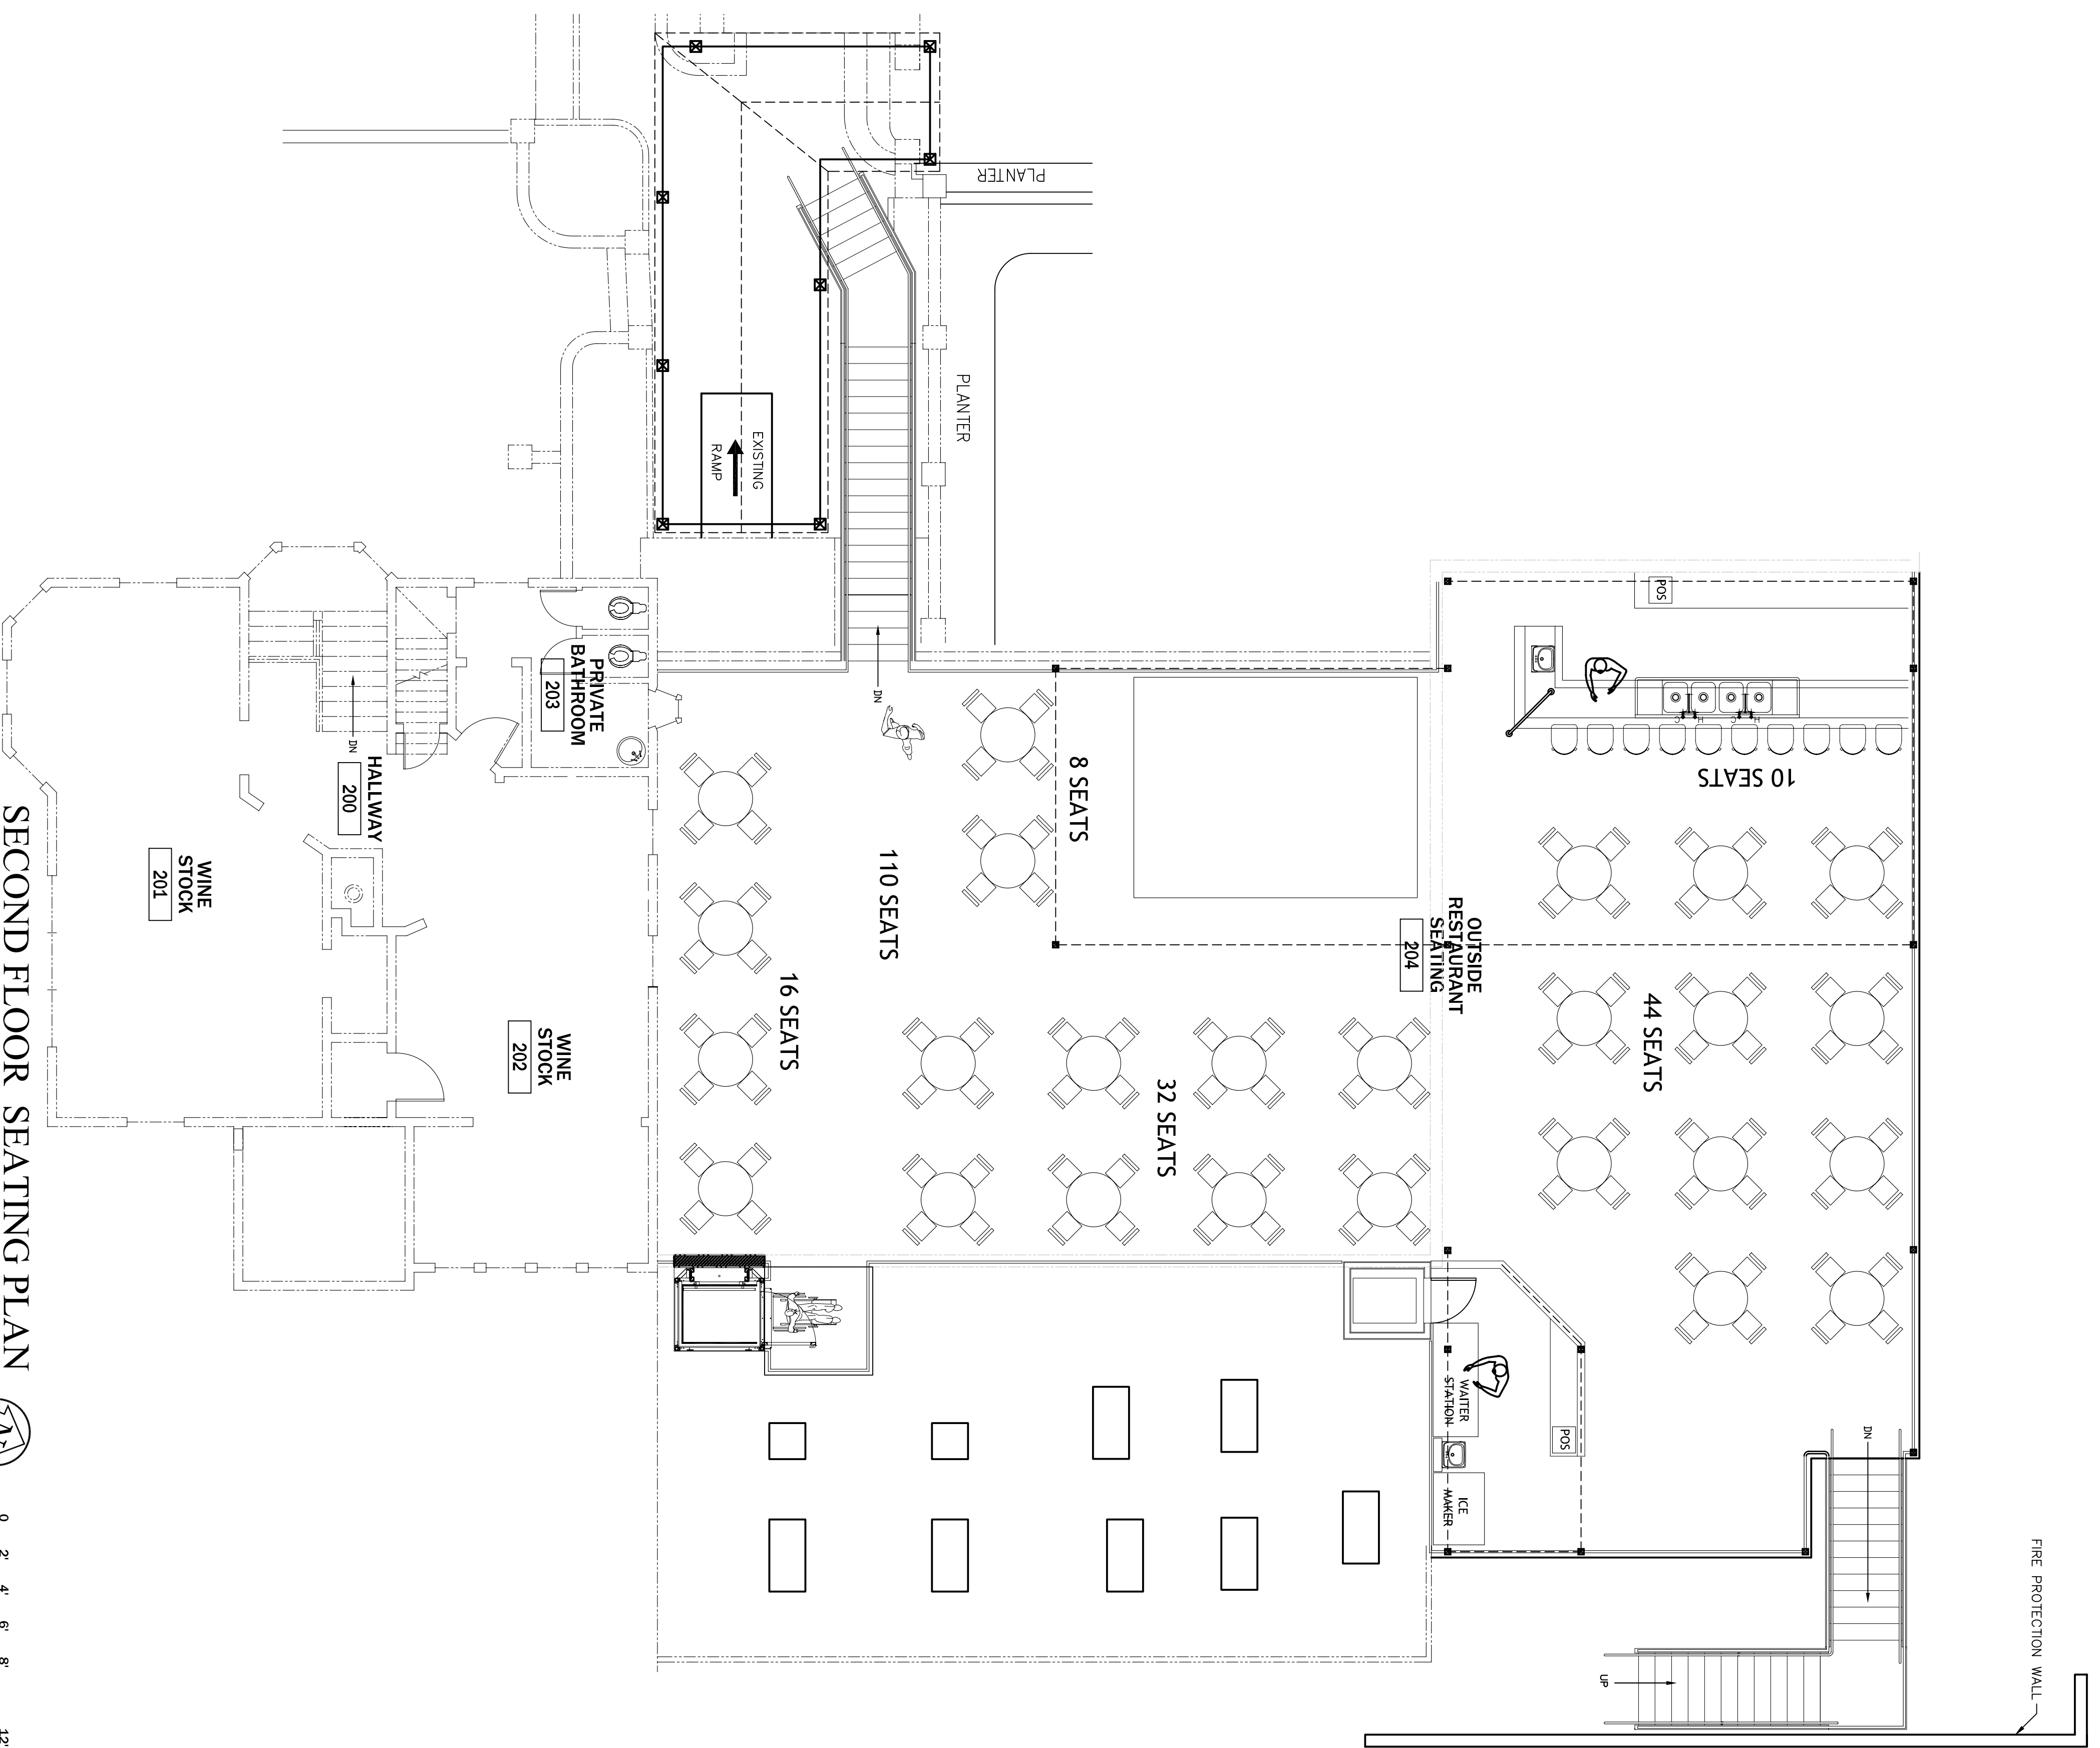 PLANTER
PLANTER
EXISTING
RAMP
DN
POS
H
C
H
C
10 SEATS
8 SEATS
110 SEATS
16 SEATS
32 SEATS
44 SEATS
OUTSIDE
RESTAURANT
SEATING
204
PRIVATE
BATHROOM
203
DN
HALLWAY
200
WINE
STOCK
201
WINE
STOCK
202
WAITER
STATION
POS
ICE
MAKER
DN
UP
FIRE PROTECTION WALL
SECOND FLOOR SEATING PLAN
0 2' 4' 6' 8' 12'